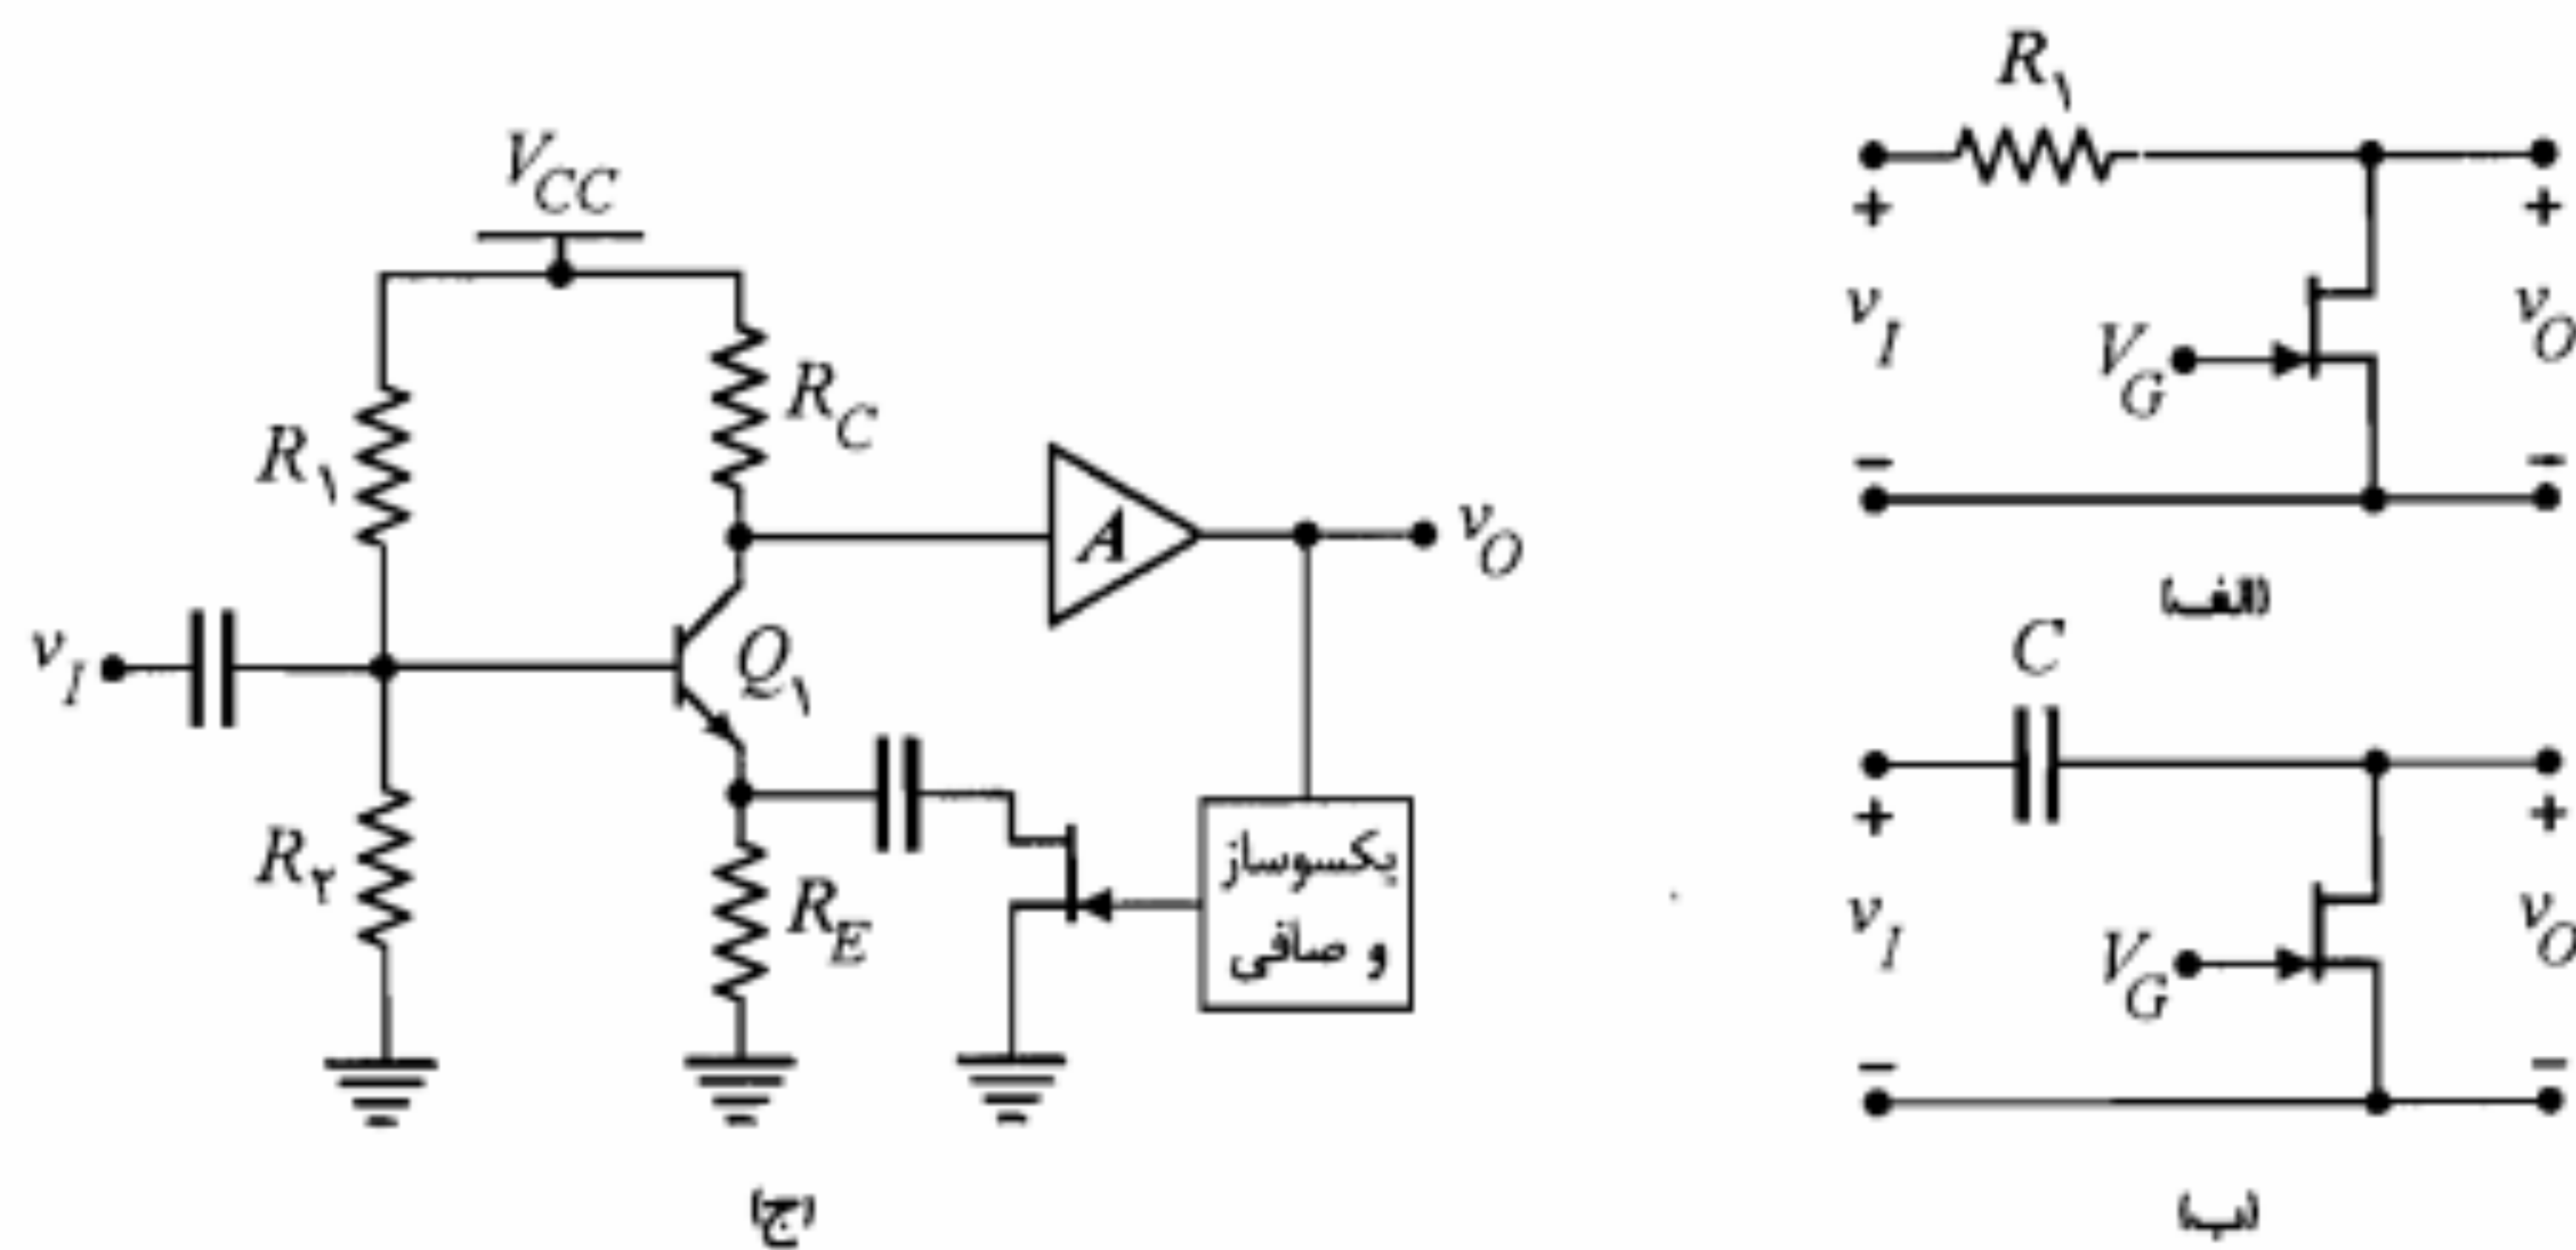 V_CC
R_C
R_۱
A
v_O
v_I
Q_۱
R_۲
R_E
یکسوساز
و صافی
(ج)
R_۱
+
+
v_I
V_G
v_O
−
−
(الف)
C
+
+
v_I
V_G
v_O
−
−
(ب)